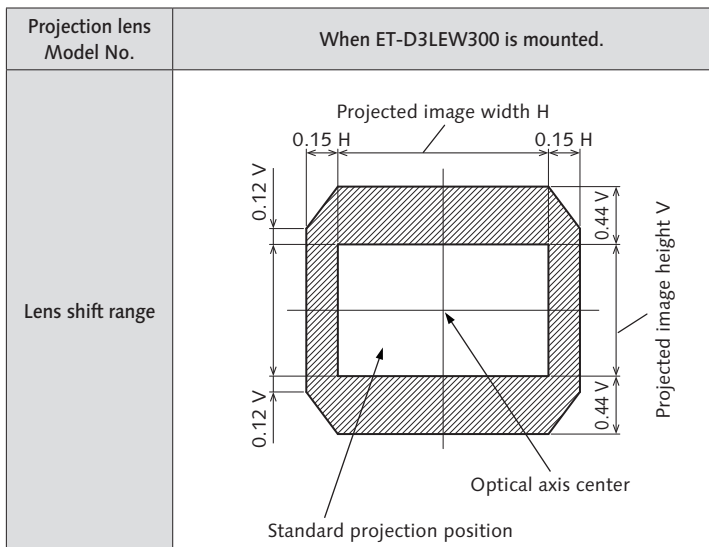 Projection lens
Model No.
When ET-D3LEW300 is mounted.
Lens shift range
Projected image width H
0.15 H
0.15 H
0.12 V
0.44 V
Projected image height V
0.12 V
0.44 V
Optical axis center
Standard projection position